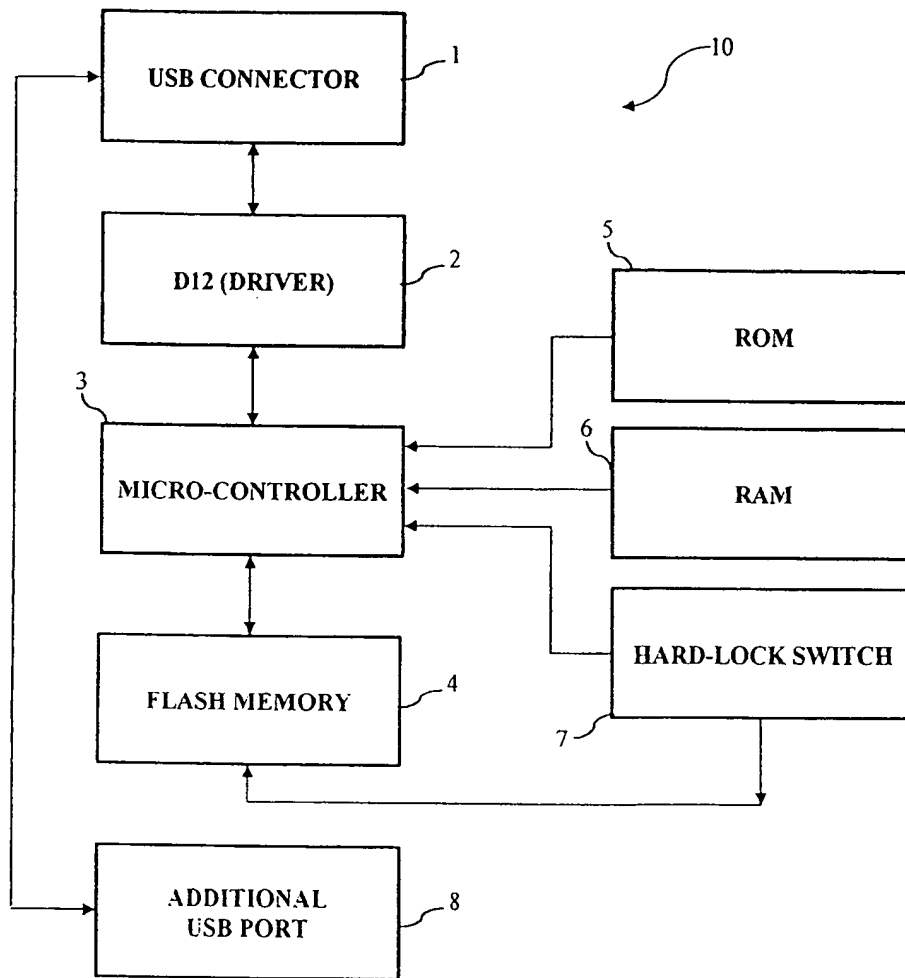 USB CONNECTOR
1
10
D12 (DRIVER)
2
5
ROM
3
MICRO-CONTROLLER
6
RAM
FLASH MEMORY
4
HARD-LOCK SWITCH
7
ADDITIONAL
USB PORT
8